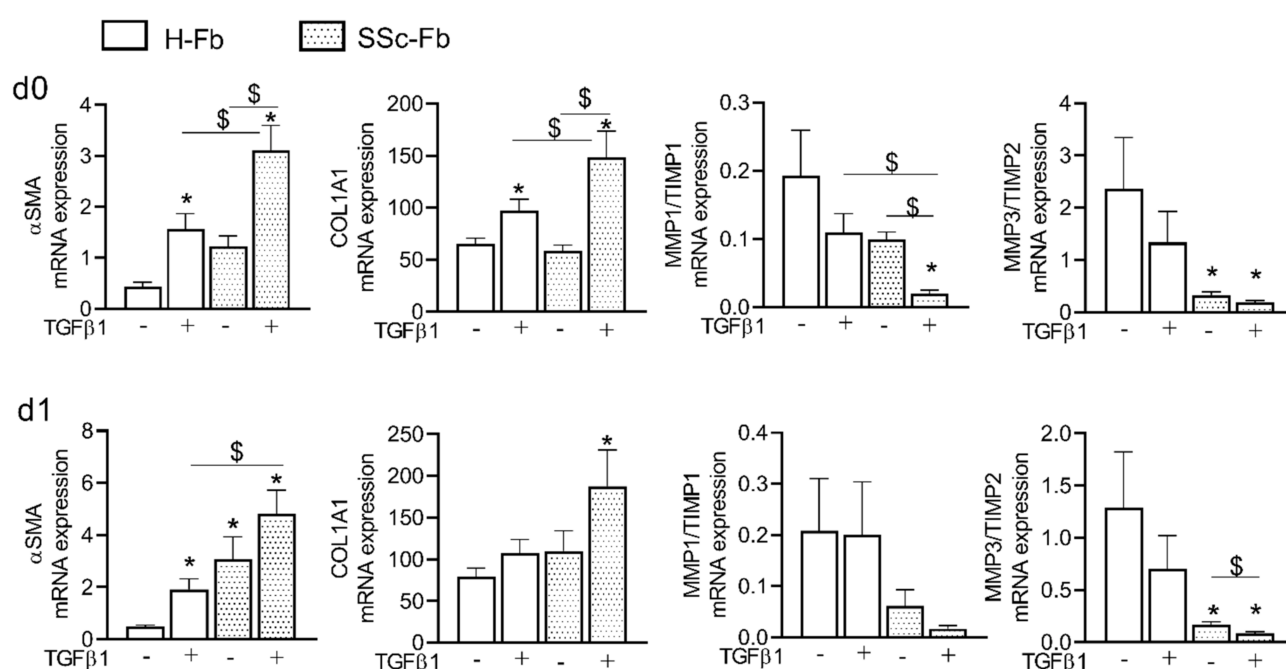 H-Fb SSc-Fb
d0
αSMA
mRNA expression
4
3
2
1
0
$
$
*
*
TGFβ1 - + - +
COL1A1
mRNA expression
200
150
100
50
0
$
$
*
*
TGFβ1 - + - +
MMP1/TIMP1
mRNA expression
0.3
0.2
0.1
0.0
$
$
*
TGFβ1 - + - +
MMP3/TIMP2
mRNA expression
4
3
2
1
0
* *
TGFβ1 - + - +
d1
αSMA
mRNA expression
8
6
4
2
0
$
*
*
*
TGFβ1 - + - +
COL1A1
mRNA expression
250
200
150
100
50
0
*
TGFβ1 - + - +
MMP1/TIMP1
mRNA expression
0.4
0.3
0.2
0.1
0.0
TGFβ1 - + - +
MMP3/TIMP2
mRNA expression
2.0
1.5
1.0
0.5
0.0
$
* *
TGFβ1 - + - +